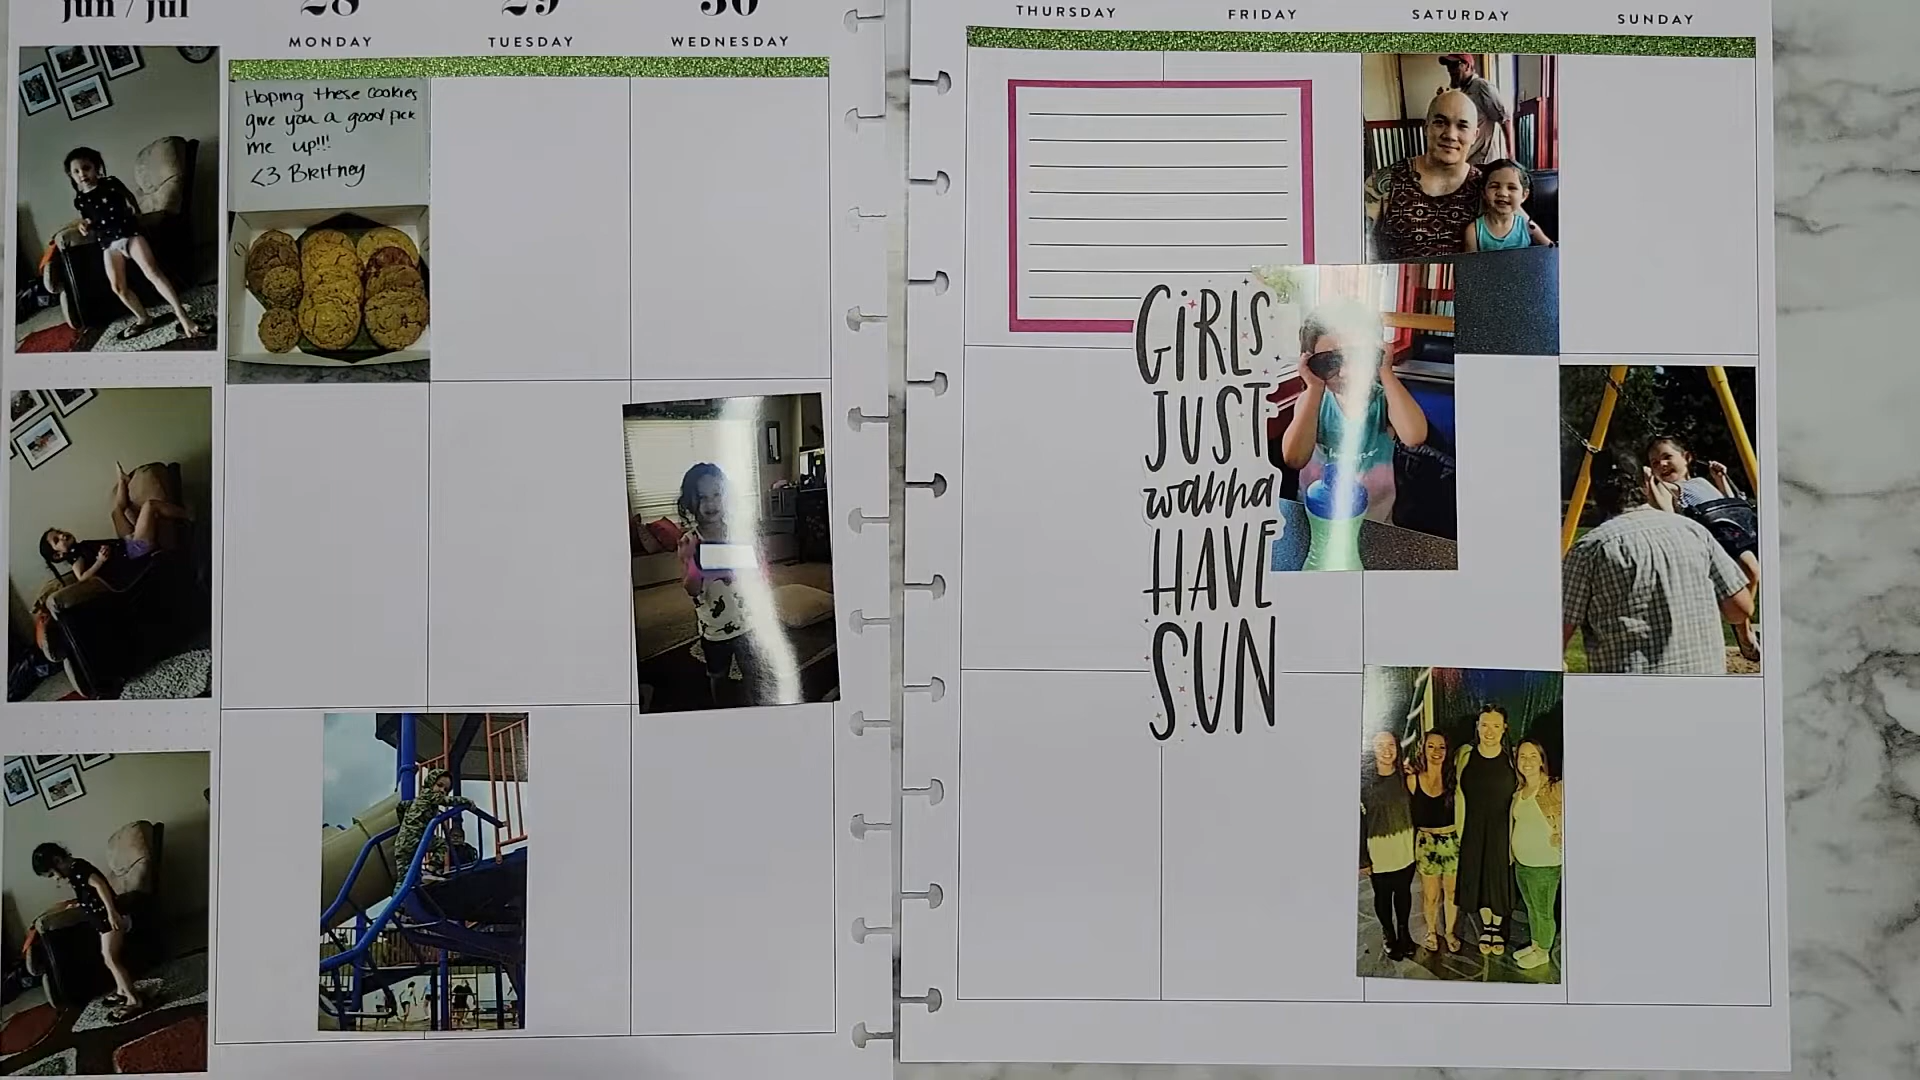 jun / jul
28 29 30
MONDAY TUESDAY WEDNESDAY
THURSDAY FRIDAY SATURDAY SUNDAY
Hoping these cookies
give you a good pick
me up!!!
<3 Britney
GiRLS
JUST
wanna
HAVE
SUN